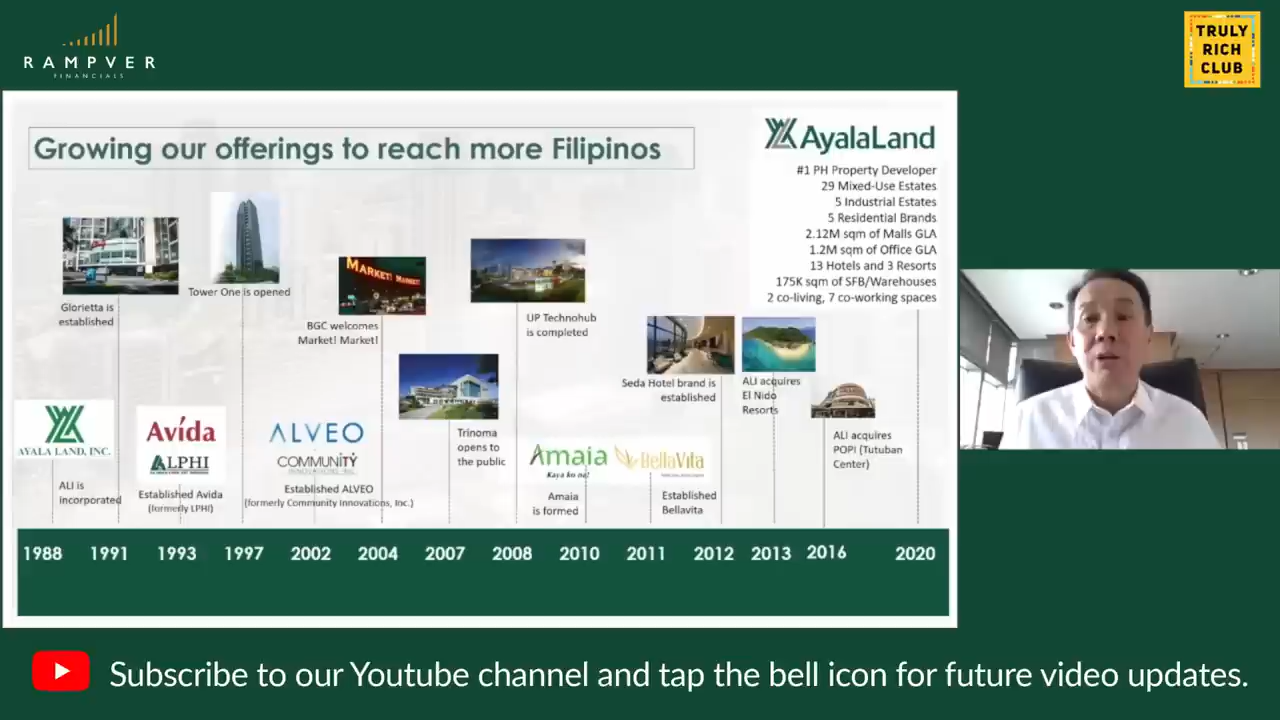 RAMPVER
FINANCIALS
TRULY
RICH
CLUB
Growing our offerings to reach more Filipinos
AyalaLand
#1 PH Property Developer
29 Mixed-Use Estates
5 Industrial Estates
5 Residential Brands
2.12M sqm of Malls GLA
1.2M sqm of Office GLA
13 Hotels and 3 Resorts
175K sqm of SFB/Warehouses
2 co-living, 7 co-working spaces
Glorietta is
established
Tower One is opened
MARKET! MARKET!
BGC welcomes
Market! Market!
UP Technohub
is completed
Seda Hotel brand is
established
ALI acquires
El Nido
Resorts
ALI acquires
POPI (Tutuban
Center)
Trinoma
opens to
the public
AYALA LAND, INC.
ALI is
incorporated
Avida
ALPHI
Established Avida
(formerly LPHI)
ALVEO
COMMUNITY
INNOVATIONS, INC.
Established ALVEO
(formerly Community Innovations, Inc.)
Amaia
Kaya ko na!
Amaia
is formed
BellaVita
Established
Bellavita
1988 1991 1993 1997 2002 2004 2007 2008 2010 2011 2012 2013 2016 2020
Subscribe to our Youtube channel and tap the bell icon for future video updates.